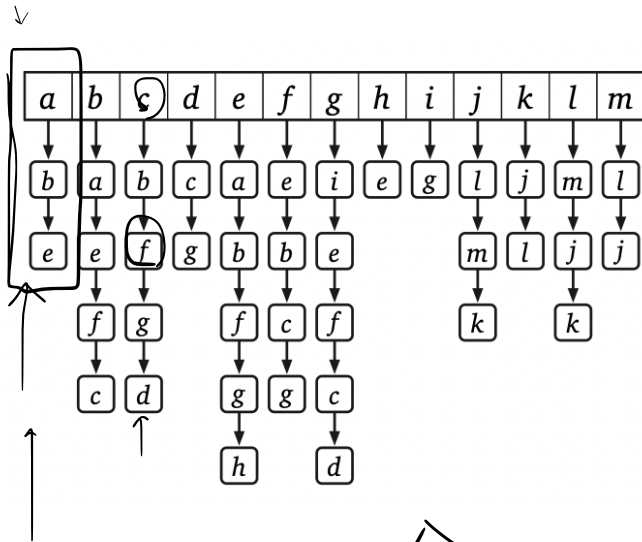 a b c d e f g h i j k l m
b a b c a e i e g l j m l
e e f g b b e m l j j
f g f c f k k
c d g g c
h d